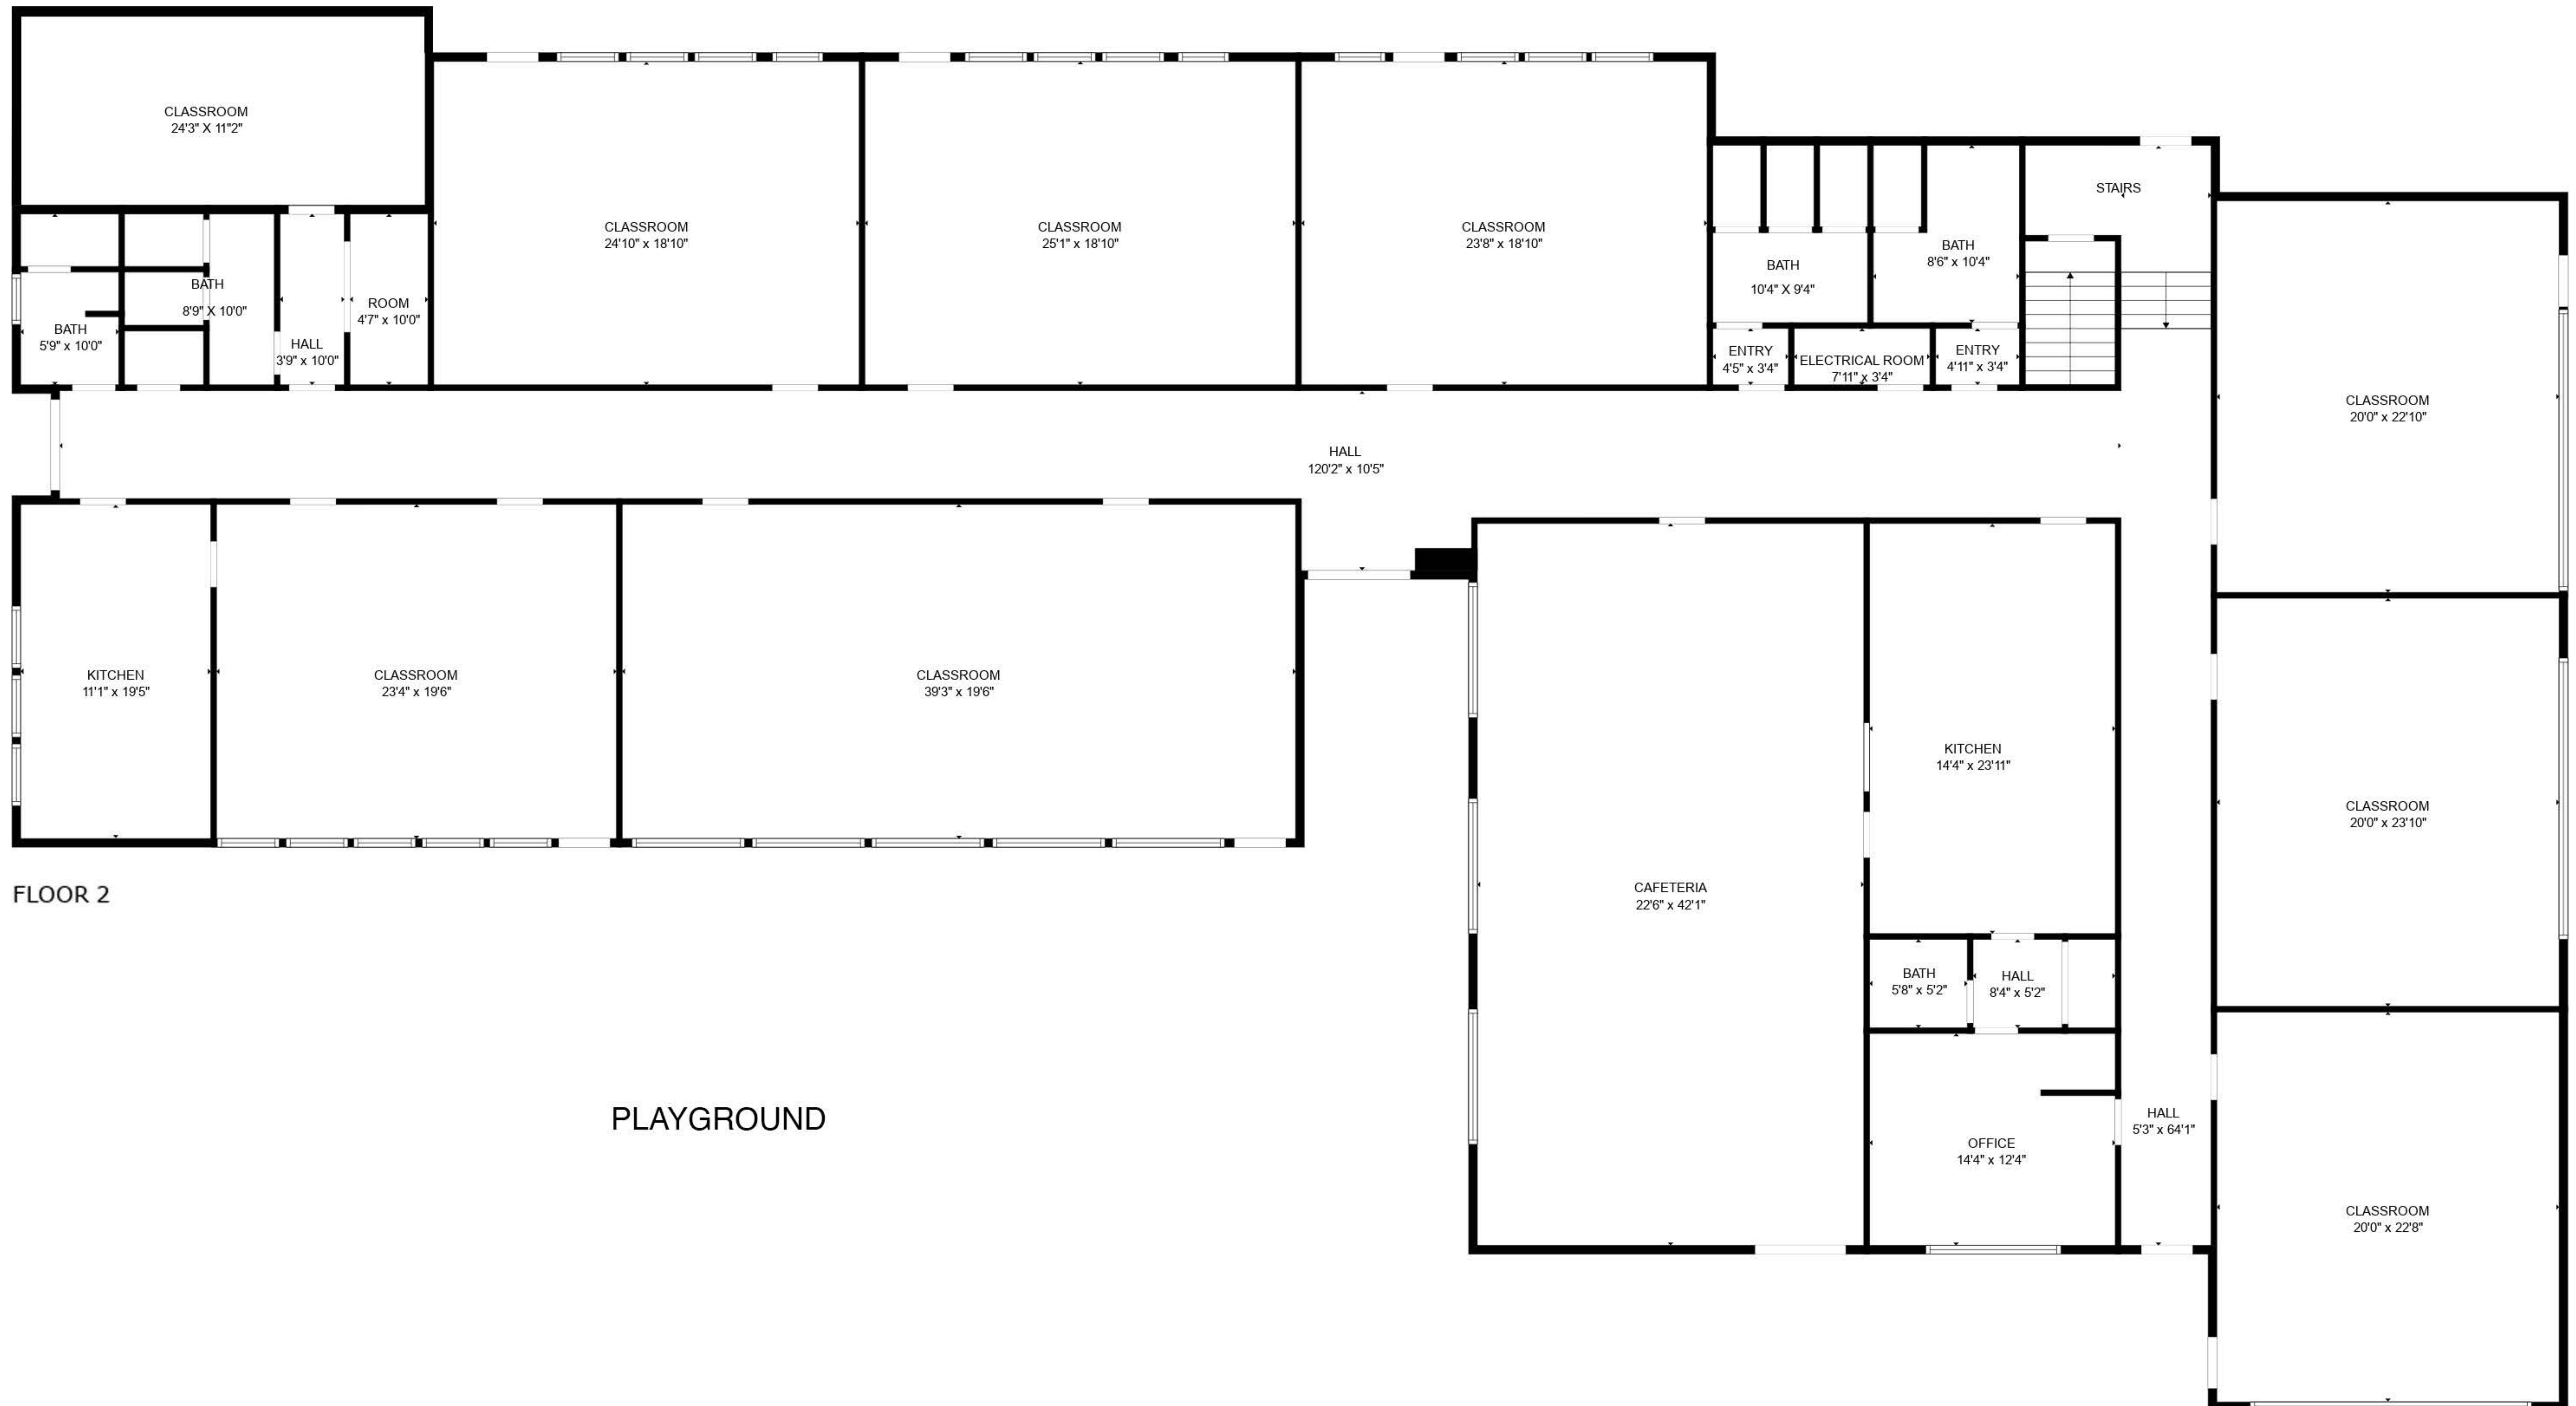 CLASSROOM
24'3" X 11"2"
CLASSROOM
24'10" x 18'10"
CLASSROOM
25'1" x 18'10"
CLASSROOM
23'8" x 18'10"
STAIRS
BATH
8'6" x 10'4"
BATH
10'4" X 9'4"
BATH
8'9" X 10'0"
ROOM
4'7" x 10'0"
BATH
5'9" x 10'0"
HALL
3'9" x 10'0"
ENTRY
4'5" x 3'4"
ELECTRICAL ROOM
7'11" x 3'4"
ENTRY
4'11" x 3'4"
CLASSROOM
20'0" x 22'10"
HALL
120'2" x 10'5"
KITCHEN
11'1" x 19'5"
CLASSROOM
23'4" x 19'6"
CLASSROOM
39'3" x 19'6"
KITCHEN
14'4" x 23'11"
CLASSROOM
20'0" x 23'10"
CAFETERIA
22'6" x 42'1"
FLOOR 2
BATH
5'8" x 5'2"
HALL
8'4" x 5'2"
PLAYGROUND
HALL
5'3" x 64'1"
OFFICE
14'4" x 12'4"
CLASSROOM
20'0" x 22'8"